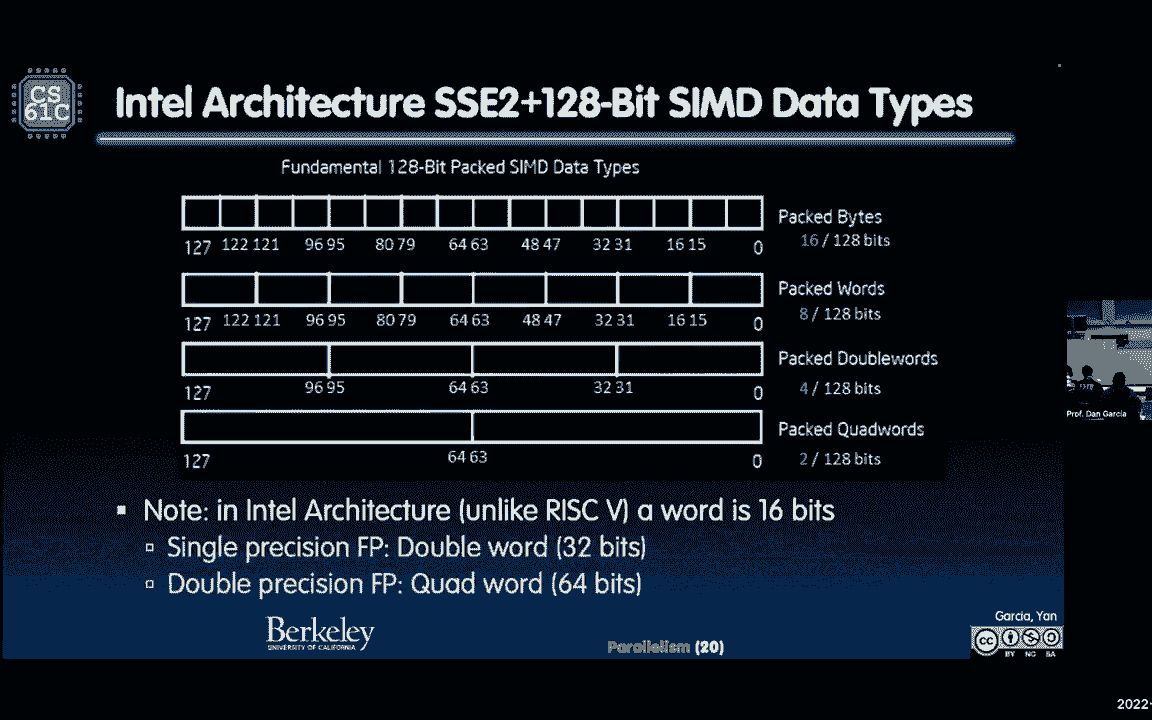 CS
61C
Intel Architecture SSE2+128-Bit SIMD Data Types
Fundamental 128-Bit Packed SIMD Data Types
Packed Bytes
16 / 128 bits
127 122 121 96 95 80 79 64 63 48 47 32 31 16 15 0
Packed Words
8 / 128 bits
127 122 121 96 95 80 79 64 63 48 47 32 31 16 15 0
Packed Doublewords
4 / 128 bits
127 96 95 64 63 32 31 0
Packed Quadwords
2 / 128 bits
127 64 63 0
Prof. Dan Garcia
Note: in Intel Architecture (unlike RISC V) a word is 16 bits
Single precision FP: Double word (32 bits)
Double precision FP: Quad word (64 bits)
Berkeley
UNIVERSITY OF CALIFORNIA
Parallelism (20)
Garcia, Yan
cc
BY NC SA
2022-